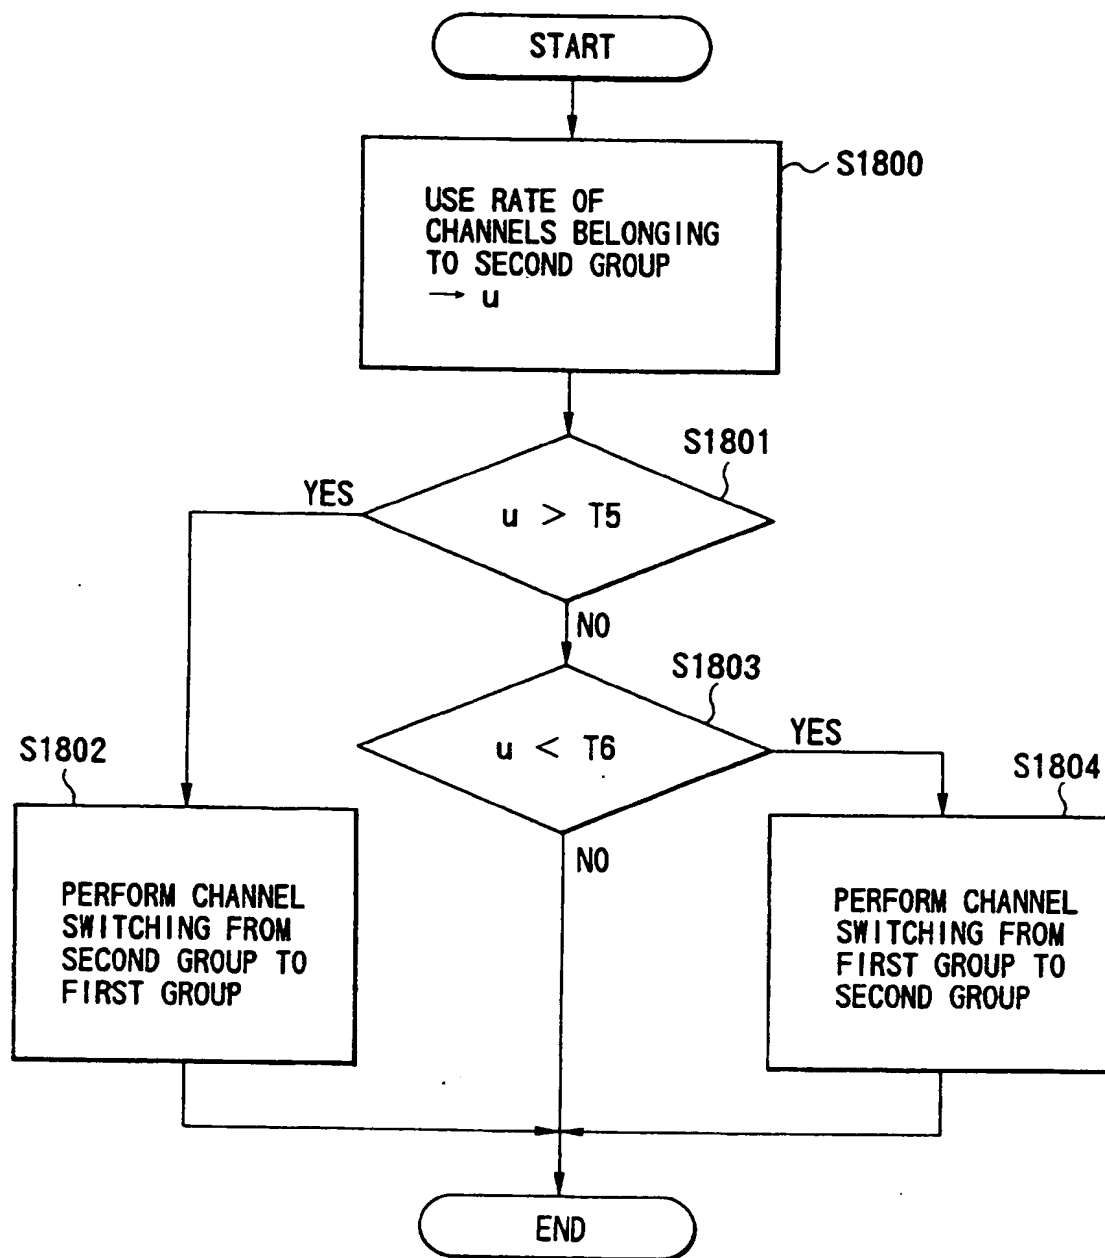 START
S1800
USE RATE OF
CHANNELS BELONGING
TO SECOND GROUP
→ u
S1801
YES
u > T5
NO
S1803
u < T6
YES
NO
S1802
PERFORM CHANNEL
SWITCHING FROM
SECOND GROUP TO
FIRST GROUP
S1804
PERFORM CHANNEL
SWITCHING FROM
FIRST GROUP TO
SECOND GROUP
END